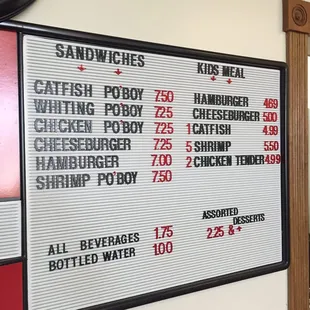 SANDWICHES
CATFISH PO'BOY 7.50
WHITING PO'BOY 7.25
CHICKEN PO'BOY 7.25
CHEESEBURGER 7.25
HAMBURGER 7.00
SHRIMP PO'BOY 7.50
ALL BEVERAGES 1.75
BOTTLED WATER 1.00
KIDS MEAL
HAMBURGER 4.69
CHEESEBURGER 5.00
1 CATFISH 4.99
5 SHRIMP 5.50
2 CHICKEN TENDER 4.99
ASSORTED
DESSERTS
2.25 & +